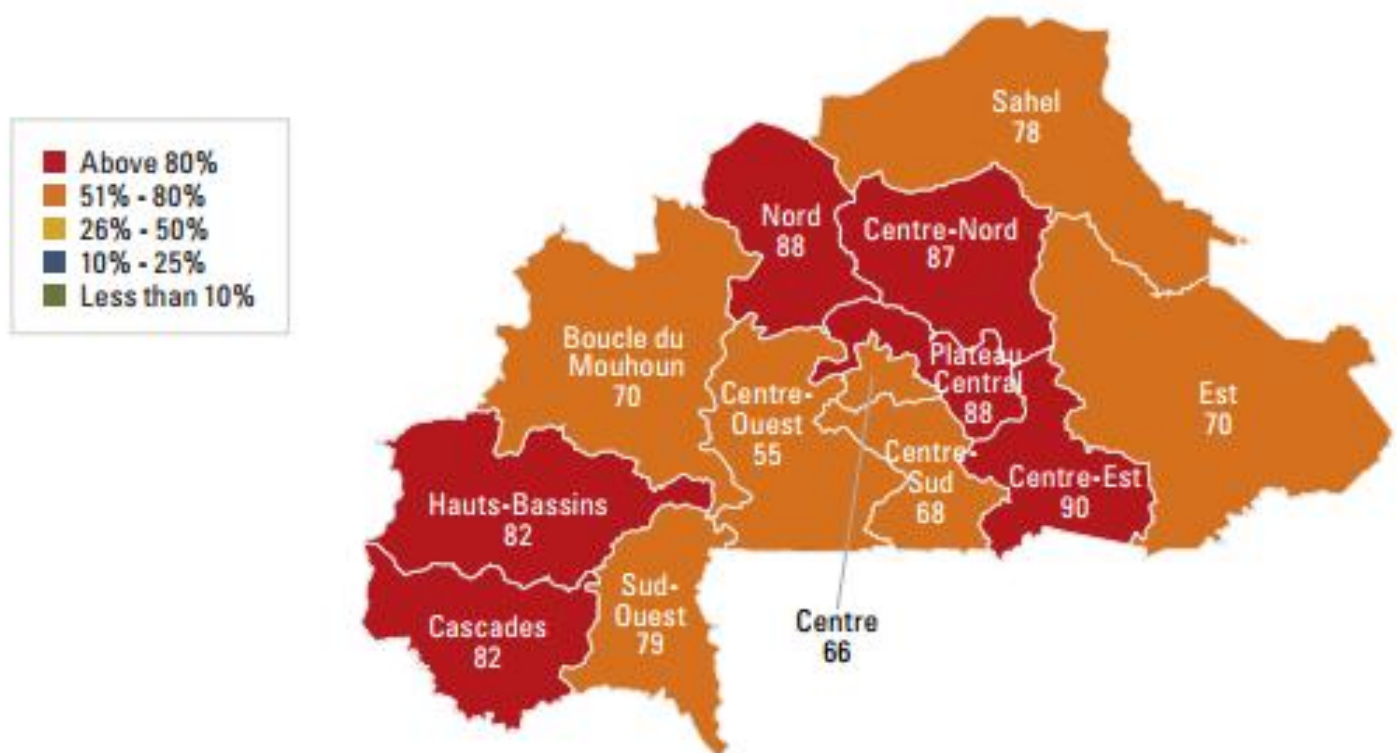 Above 80%
51% - 80%
26% - 50%
10% - 25%
Less than 10%
Sahel
78
Nord
88
Centre-Nord
87
Boucle du
Mouhoun
70
Plateau
Central
88
Centre-
Ouest
55
Est
70
Centre-
Sud
68
Centre-Est
90
Hauts-Bassins
82
Sud-
Ouest
79
Centre
66
Cascades
82